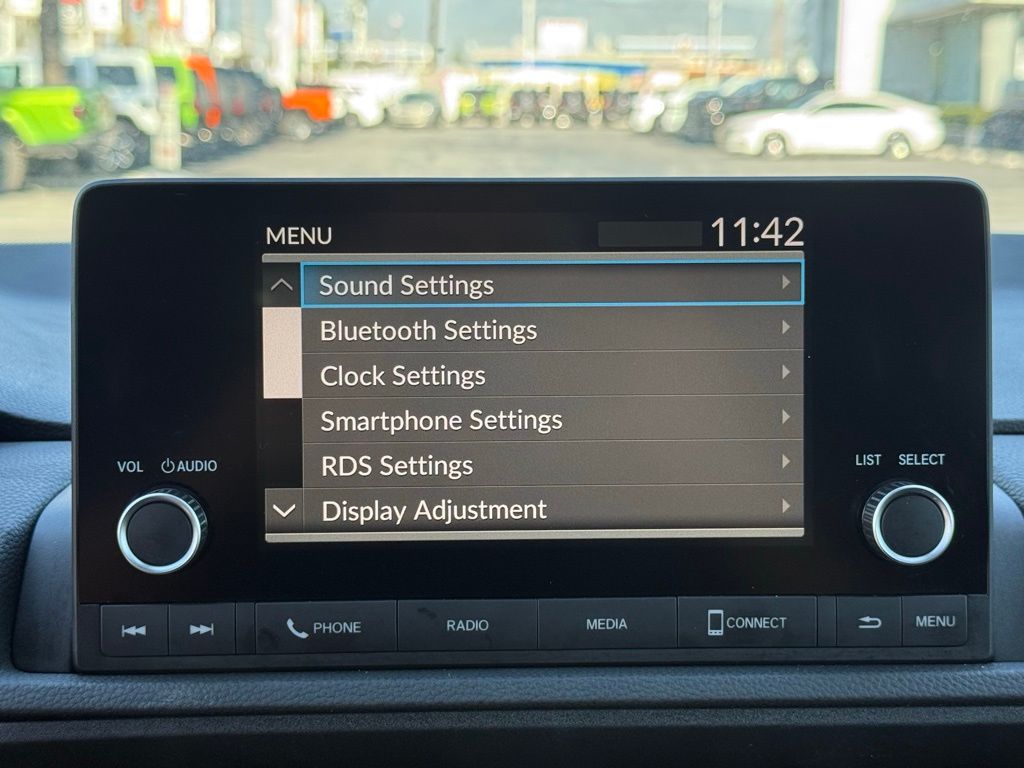 MENU 11:42
Sound Settings
Bluetooth Settings
Clock Settings
Smartphone Settings
RDS Settings
Display Adjustment
VOL AUDIO
LIST SELECT
PHONE RADIO MEDIA CONNECT MENU